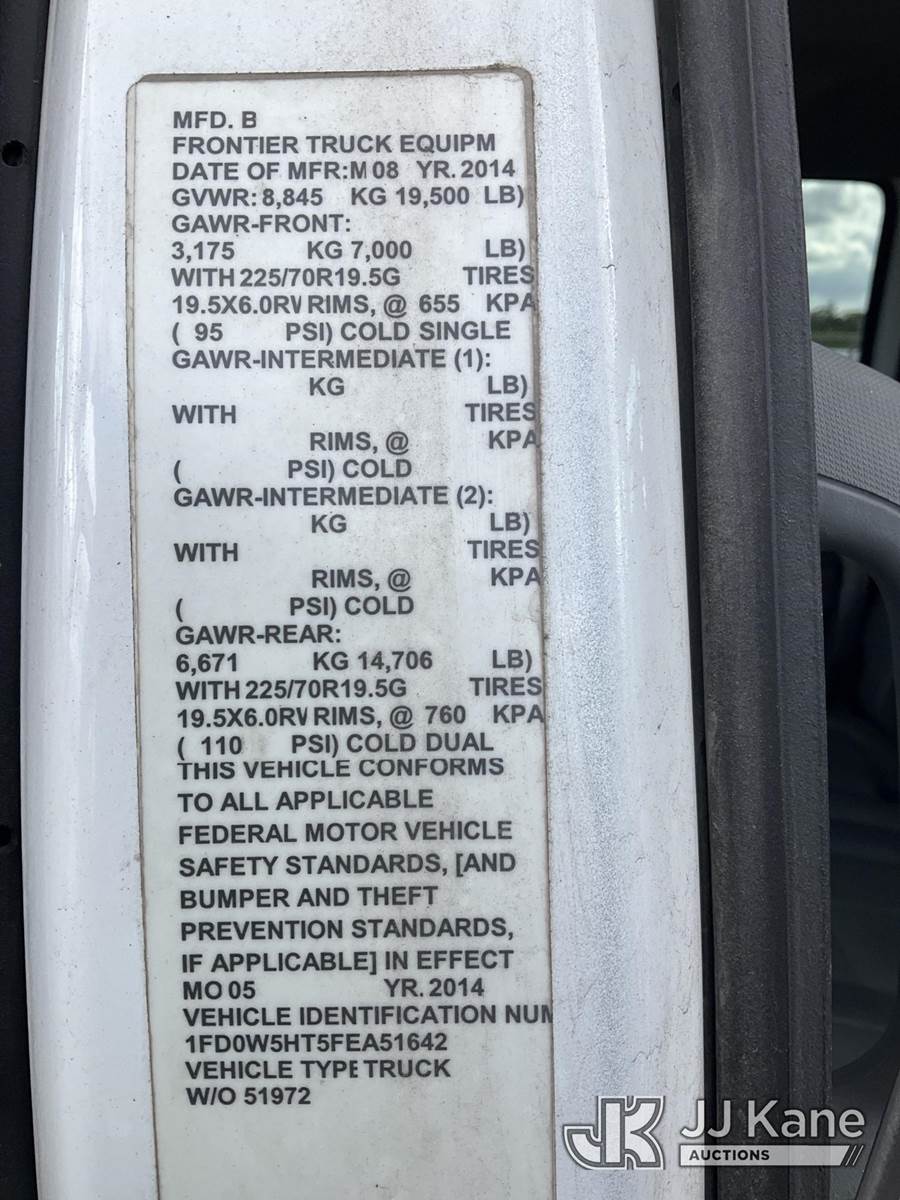 MFD. B
FRONTIER TRUCK EQUIPM
DATE OF MFR:M 08 YR. 2014
GVWR: 8,845 KG 19,500 LB)
GAWR-FRONT:
3,175 KG 7,000 LB)
WITH 225/70R19.5G TIRES
19.5X6.0RV RIMS, @ 655 KPA
( 95 PSI) COLD SINGLE
GAWR-INTERMEDIATE (1):
KG LB)
WITH TIRES
RIMS, @ KPA
( PSI) COLD
GAWR-INTERMEDIATE (2):
KG LB)
WITH TIRES
RIMS, @ KPA
( PSI) COLD
GAWR-REAR:
6,671 KG 14,706 LB)
WITH 225/70R19.5G TIRES
19.5X6.0RV RIMS, @ 760 KPA
( 110 PSI) COLD DUAL
THIS VEHICLE CONFORMS
TO ALL APPLICABLE
FEDERAL MOTOR VEHICLE
SAFETY STANDARDS, [AND
BUMPER AND THEFT
PREVENTION STANDARDS,
IF APPLICABLE] IN EFFECT
MO 05 YR. 2014
VEHICLE IDENTIFICATION NUM
1FD0W5HT5FEA51642
VEHICLE TYPE TRUCK
W/O 51972
JK JJ Kane
AUCTIONS